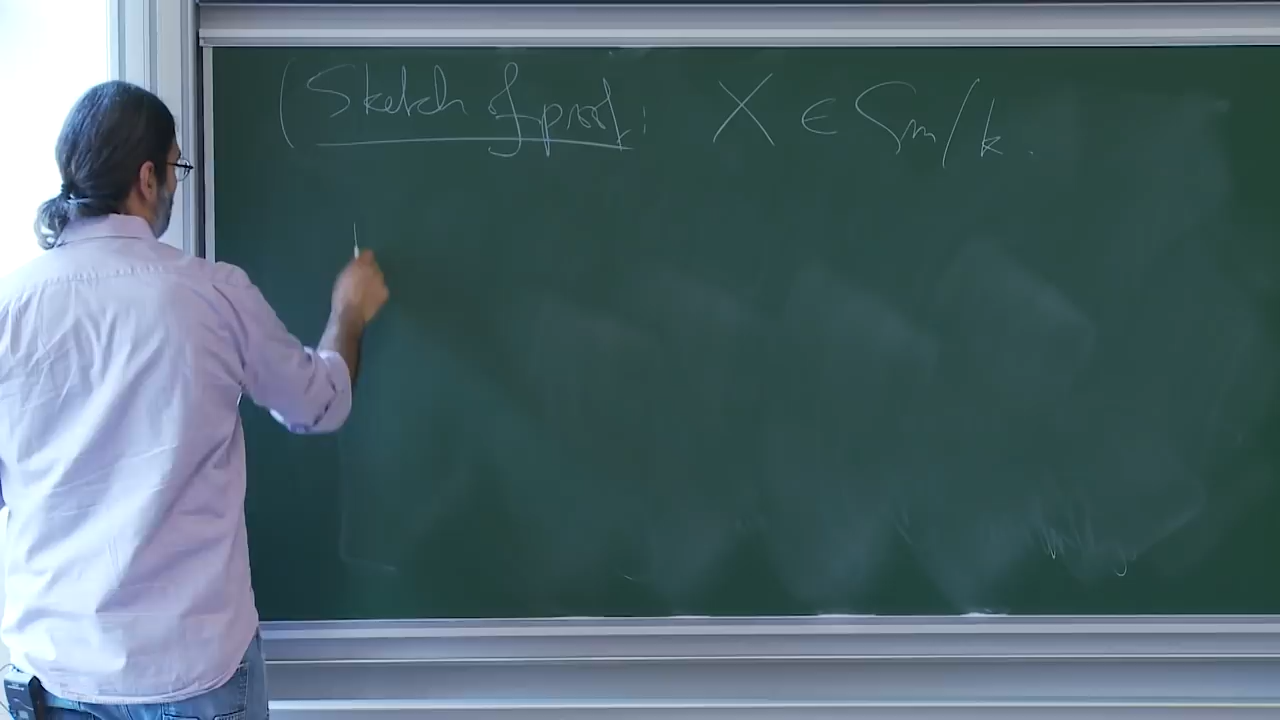 (Sketch of proof: X ∈ Sm/k.